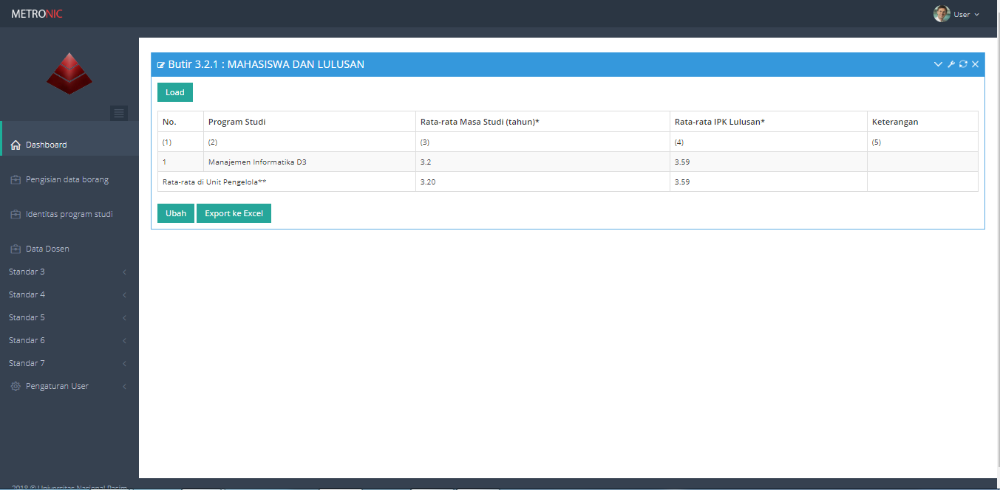 METRONIC
User
Butir 3.2.1 : MAHASISWA DAN LULUSAN
Load
No. Program Studi Rata-rata Masa Studi (tahun)* Rata-rata IPK Lulusan* Keterangan
(1) (2) (3) (4) (5)
1 Manajemen Informatika D3 3.2 3.59
Rata-rata di Unit Pengelola** 3.20 3.59
Ubah Export ke Excel
Dashboard
Pengisian data borang
Identitas program studi
Data Dosen
Standar 3
Standar 4
Standar 5
Standar 6
Standar 7
Pengaturan User
2018 © Universitas Nasional Pasim